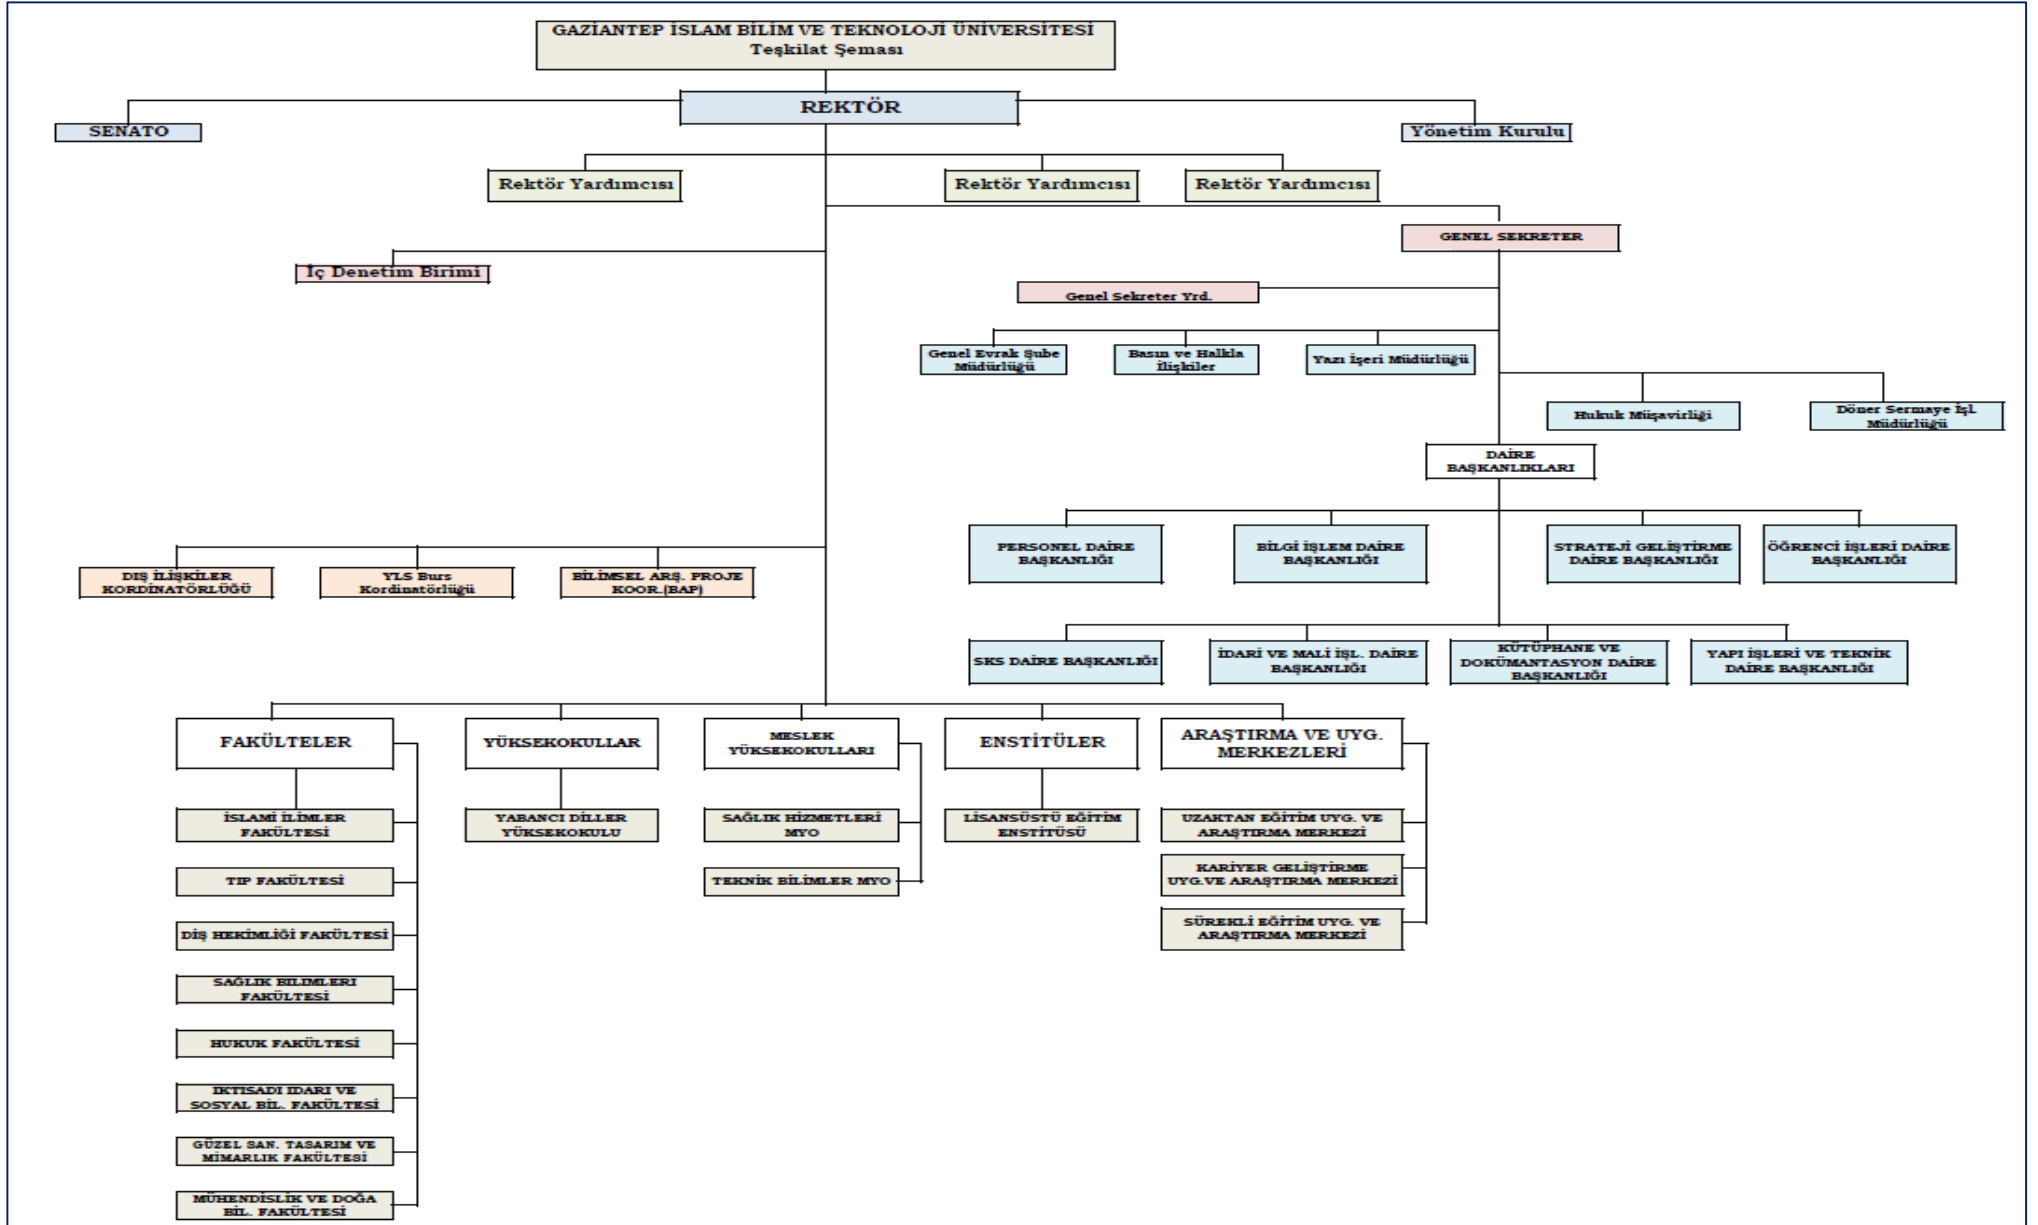 GAZİANTEP İSLAM BİLİM VE TEKNOLOJİ ÜNİVERSİTESİ
Teşkilat Şeması
REKTÖR
SENATO
Yönetim Kurulu
Rektör Yardımcısı
Rektör Yardımcısı
Rektör Yardımcısı
GENEL SEKRETER
İç Denetim Birimi
Genel Sekreter Yrd.
Genel Evrak Şube
Müdürlüğü
Basın ve Halkla
İlişkiler
Yazı İşeri Müdürlüğü
Hukuk Müşavirliği
Döner Sermaye İşl.
Müdürlüğü
DAİRE
BAŞKANLIKLARI
PERSONEL DAİRE
BAŞKANLIĞI
BİLGİ İŞLEM DAİRE
BAŞKANLIĞI
STRATEJİ GELİŞTİRME
DAİRE BAŞKANLIĞI
ÖĞRENCİ İŞLERİ DAİRE
BAŞKANLIĞI
DIŞ İLİŞKİLER
KORDİNATÖRLÜĞÜ
YLS Burs
Kordinatörlüğü
BİLİMSEL ARŞ. PROJE
KOOR.(BAP)
SKS DAİRE BAŞKANLIĞI
İDARİ VE MALİ İŞL. DAİRE
BAŞKANLIĞI
KÜTÜPHANE VE
DOKÜMANTASYON DAİRE
BAŞKANLIĞI
YAPI İŞLERİ VE TEKNİK
DAİRE BAŞKANLIĞI
FAKÜLTELER
YÜKSEKOKULLAR
MESLEK
YÜKSEKOKULLARI
ENSTİTÜLER
ARAŞTIRMA VE UYG.
MERKEZLERİ
İSLAMİ İLİMLER
FAKÜLTESİ
YABANCI DİLLER
YÜKSEKOKULU
SAĞLIK HİZMETLERİ
MYO
LİSANSÜSTÜ EĞİTİM
ENSTİTÜSÜ
UZAKTAN EĞİTİM UYG. VE
ARAŞTIRMA MERKEZİ
TIP FAKÜLTESİ
TEKNİK BİLİMLER MYO
KARİYER GELİŞTİRME
UYG.VE ARAŞTIRMA MERKEZİ
DİŞ HEKİMLİĞİ FAKÜLTESİ
SÜREKLİ EĞİTİM UYG. VE
ARAŞTIRMA MERKEZİ
SAĞLIK BILIMLERI
FAKÜLTESİ
HUKUK FAKÜLTESİ
IKTISADI IDARI VE
SOSYAL BİL. FAKÜLTESİ
GÜZEL SAN. TASARIM VE
MİMARLIK FAKÜLTESİ
MÜHENDİSLİK VE DOĞA
BİL. FAKÜLTESİ